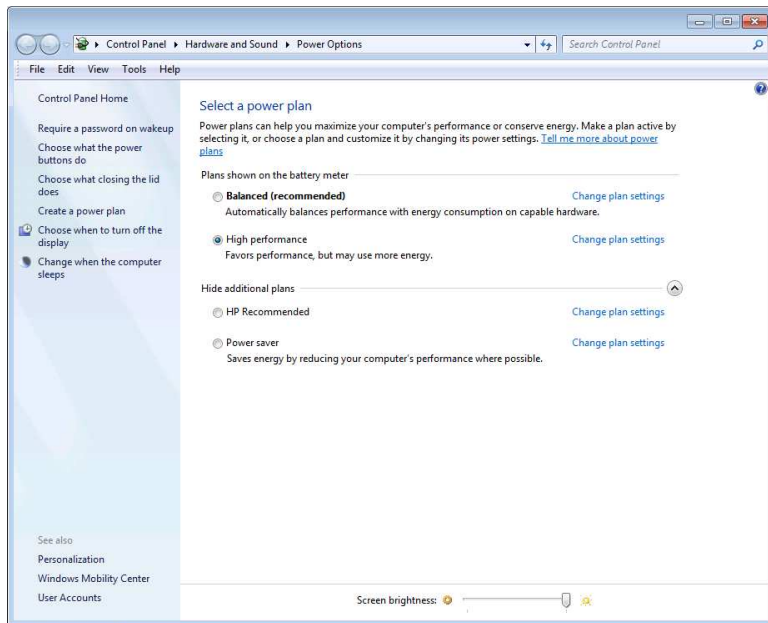 Control Panel ▸ Hardware and Sound ▸ Power Options
Search Control Panel
File Edit View Tools Help
Control Panel Home
Require a password on wakeup
Choose what the power
buttons do
Choose what closing the lid
does
Create a power plan
Choose when to turn off the
display
Change when the computer
sleeps
Select a power plan
Power plans can help you maximize your computer's performance or conserve energy. Make a plan active by
selecting it, or choose a plan and customize it by changing its power settings. Tell me more about power
plans
Plans shown on the battery meter
Balanced (recommended) Change plan settings
Automatically balances performance with energy consumption on capable hardware.
High performance Change plan settings
Favors performance, but may use more energy.
Hide additional plans
HP Recommended Change plan settings
Power saver Change plan settings
Saves energy by reducing your computer's performance where possible.
See also
Personalization
Windows Mobility Center
User Accounts
Screen brightness: